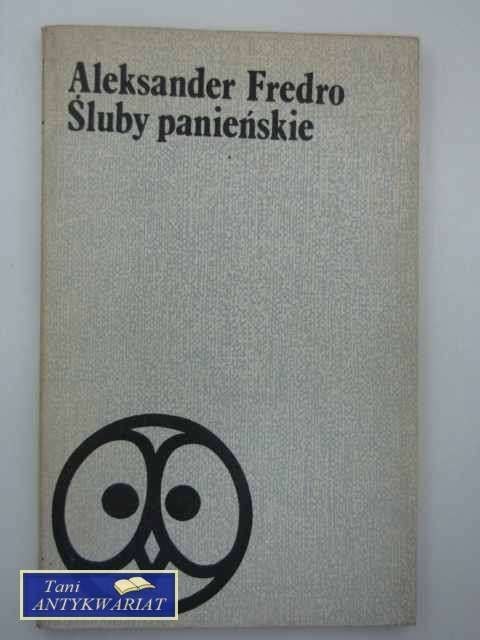 Aleksander Fredro
Śluby panieńskie
Tani
ANTYKWARIAT